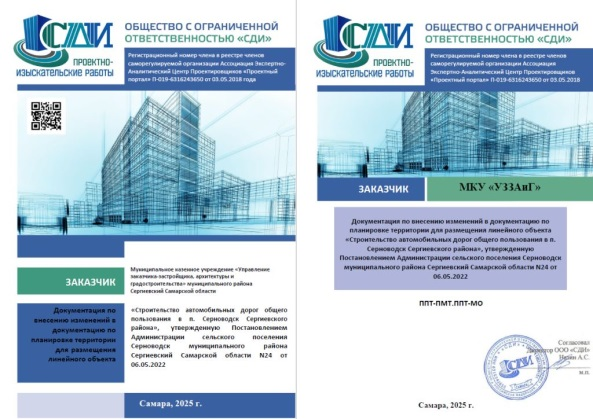 СДИ
ПРОЕКТНО-
ИЗЫСКАТЕЛЬСКИЕ РАБОТЫ
ОБЩЕСТВО С ОГРАНИЧЕННОЙ
ОТВЕТСТВЕННОСТЬЮ «СДИ»
Регистрационный номер члена в реестре членов
саморегулируемой организации Ассоциация Экспертно-
Аналитический Центр Проектировщиков «Проектный
портал» П-019-6316243650 от 03.05.2018 года
ЗАКАЗЧИК
Муниципальное казенное учреждение «Управление
заказчика-застройщика, архитектуры и
градостроительства» муниципального района
Сергиевский Самарской области
Документация по
внесению изменений в
документацию по
планировке территории
для размещения
линейного объекта
«Строительство автомобильных дорог общего
пользования в п. Серноводск Сергиевского
района», утвержденную Постановлением
Администрации сельского поселения
Серноводск муниципального района
Сергиевский Самарской области N24 от
06.05.2022
Самара, 2025 г.
СДИ
ПРОЕКТНО-
ИЗЫСКАТЕЛЬСКИЕ РАБОТЫ
ОБЩЕСТВО С ОГРАНИЧЕННОЙ
ОТВЕТСТВЕННОСТЬЮ «СДИ»
Регистрационный номер члена в реестре членов
саморегулируемой организации Ассоциация
Экспертно-Аналитический Центр Проектировщиков
«Проектный портал» П-019-6316243650 от 03.05.2018
ЗАКАЗЧИК
МКУ «УЗЗАиГ»
Документация по внесению изменений в документацию по
планировке территории для размещения линейного объекта
«Строительство автомобильных дорог общего пользования в п.
Серноводск Сергиевского района», утвержденную
Постановлением Администрации сельского поселения Серноводск
муниципального района Сергиевский Самарской области N24 от
06.05.2022
ППТ-ПМТ.ППТ-МО
Согласовал
Директор ООО «СДИ»
А.С.
М.П.
СДИ
Самара, 2025 г.